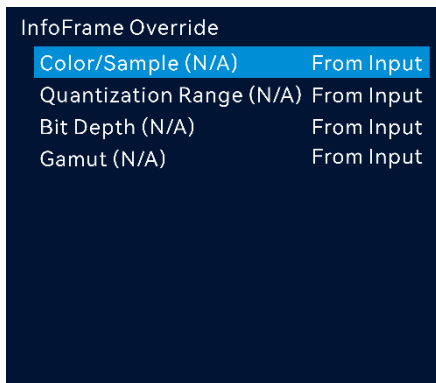 InfoFrame Override
Color/Sample (N/A) From Input
Quantization Range (N/A) From Input
Bit Depth (N/A) From Input
Gamut (N/A) From Input